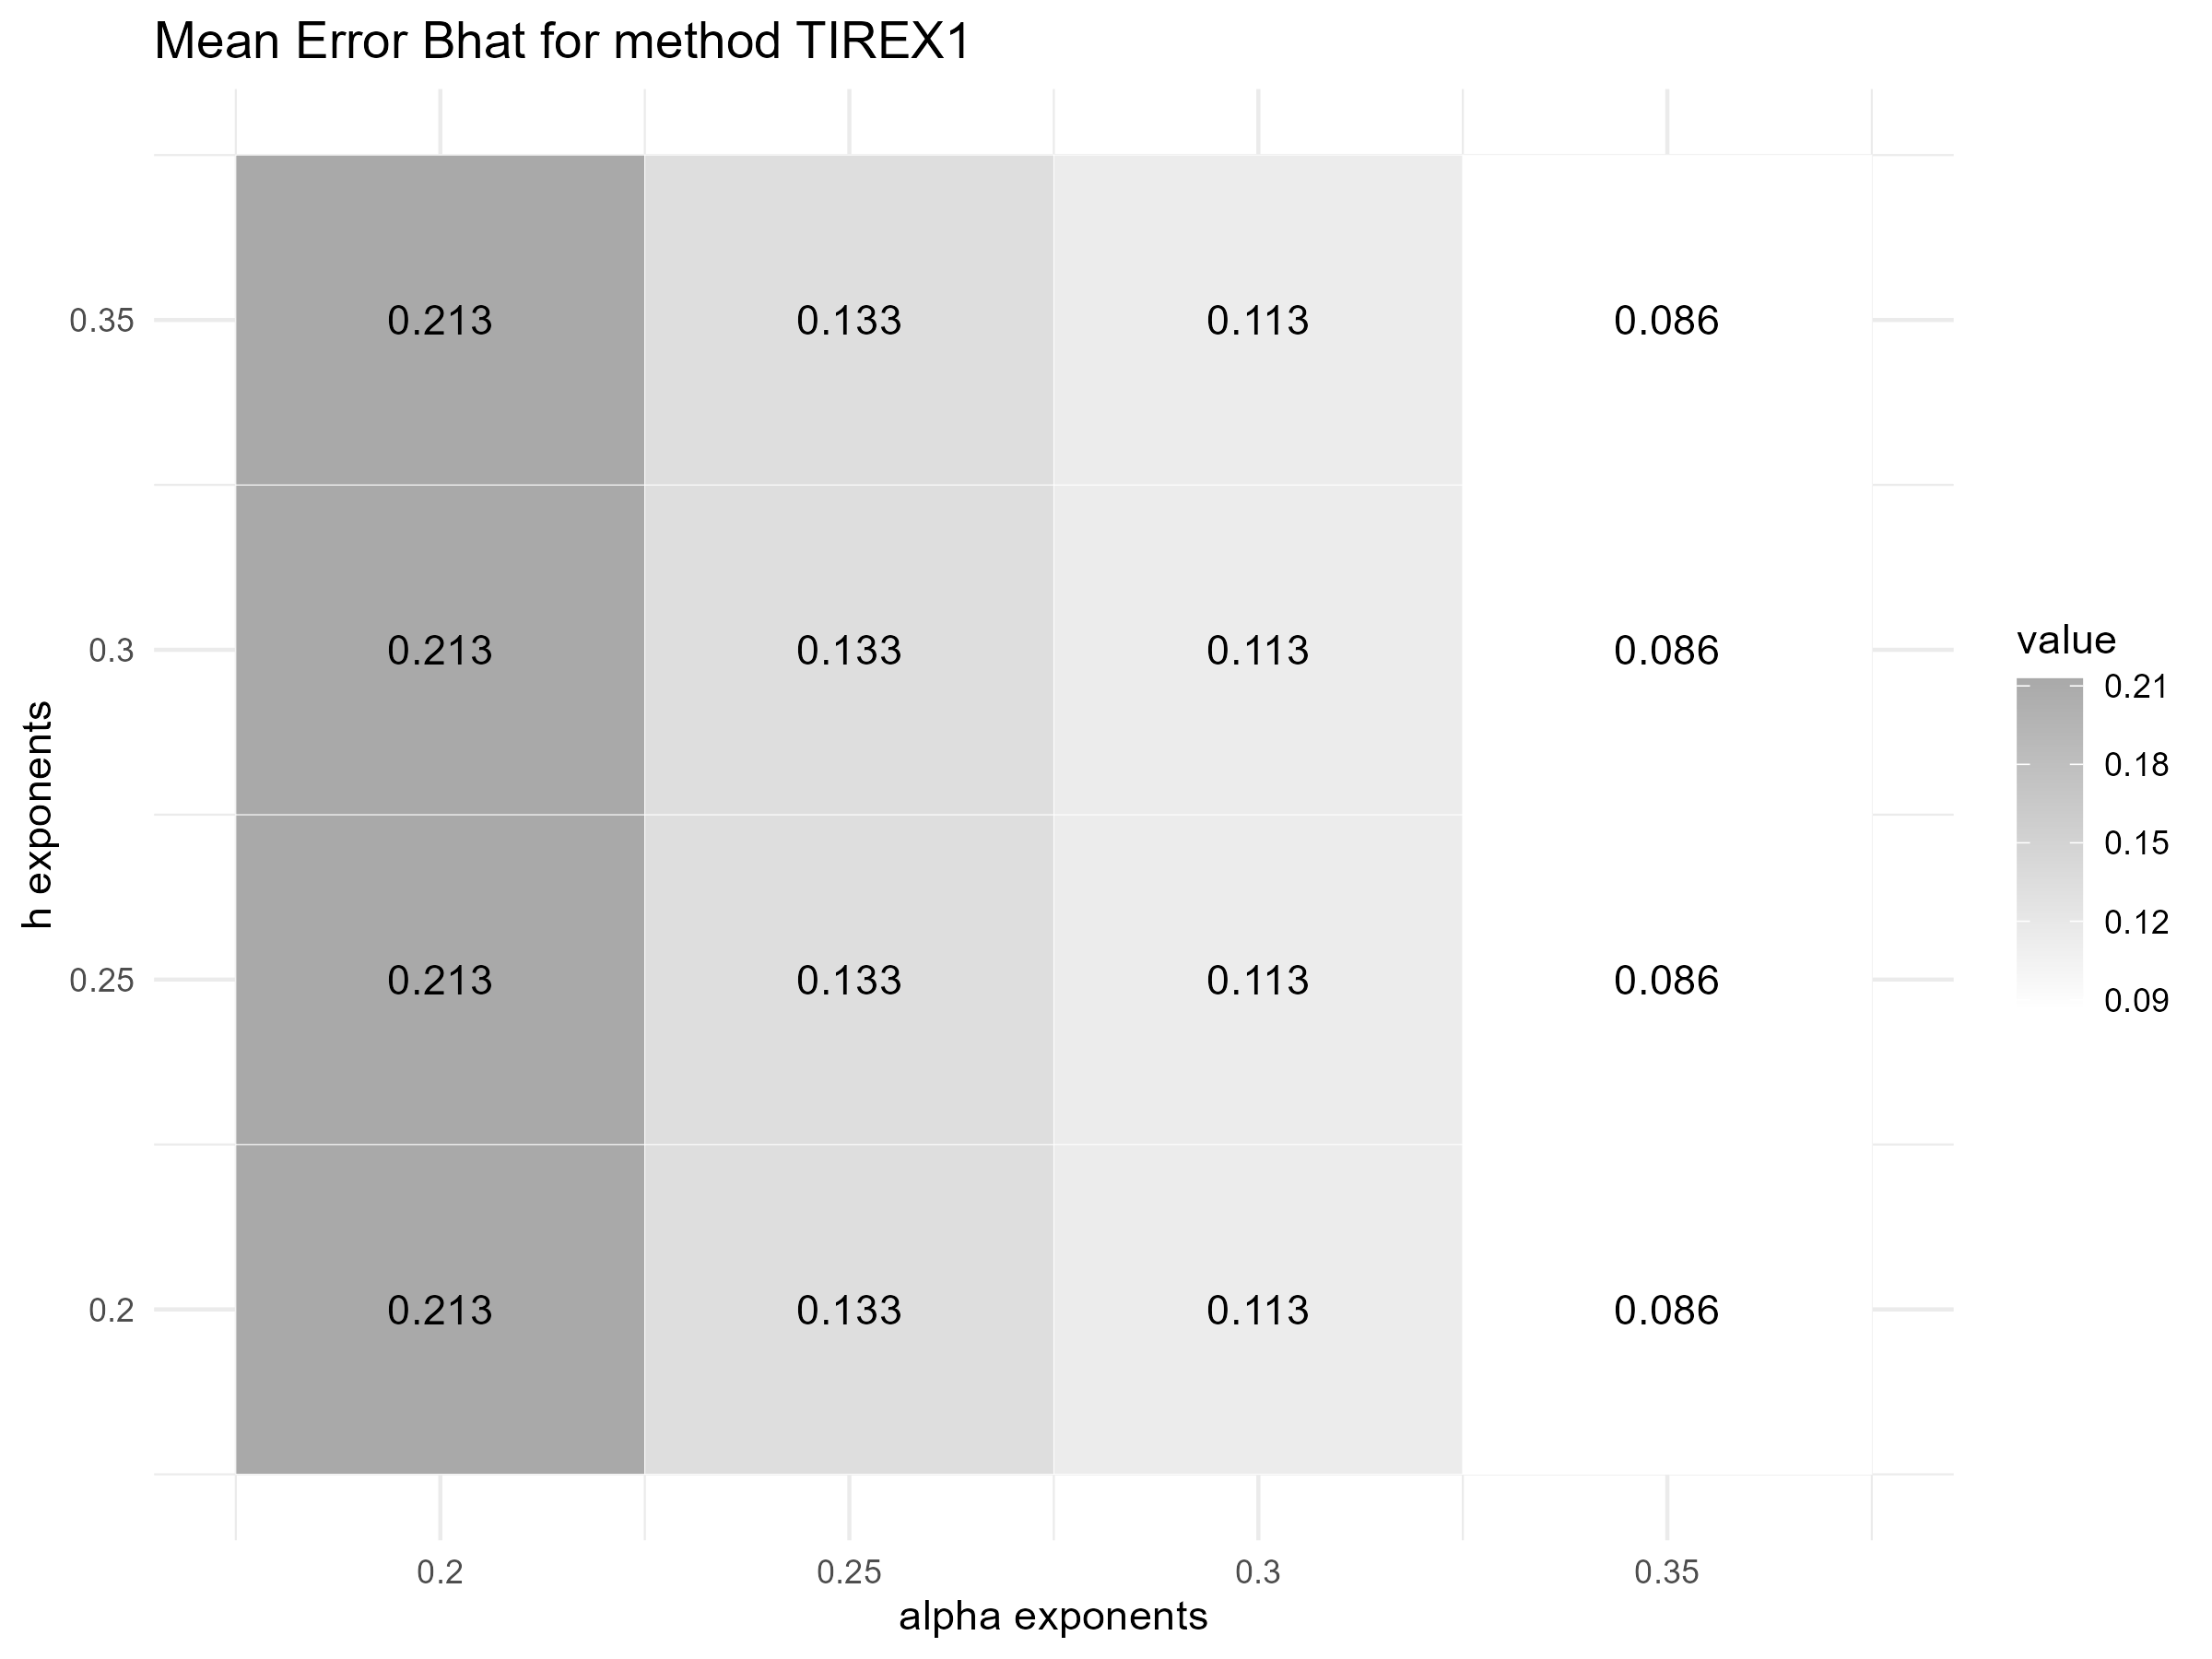 Mean Error Bhat for method TIREX1
0.35
0.213 0.133 0.113 0.086
0.3
0.213 0.133 0.113 0.086
0.25
0.213 0.133 0.113 0.086
0.2
0.213 0.133 0.113 0.086
h exponents
0.2 0.25 0.3 0.35
alpha exponents
value
0.21
0.18
0.15
0.12
0.09